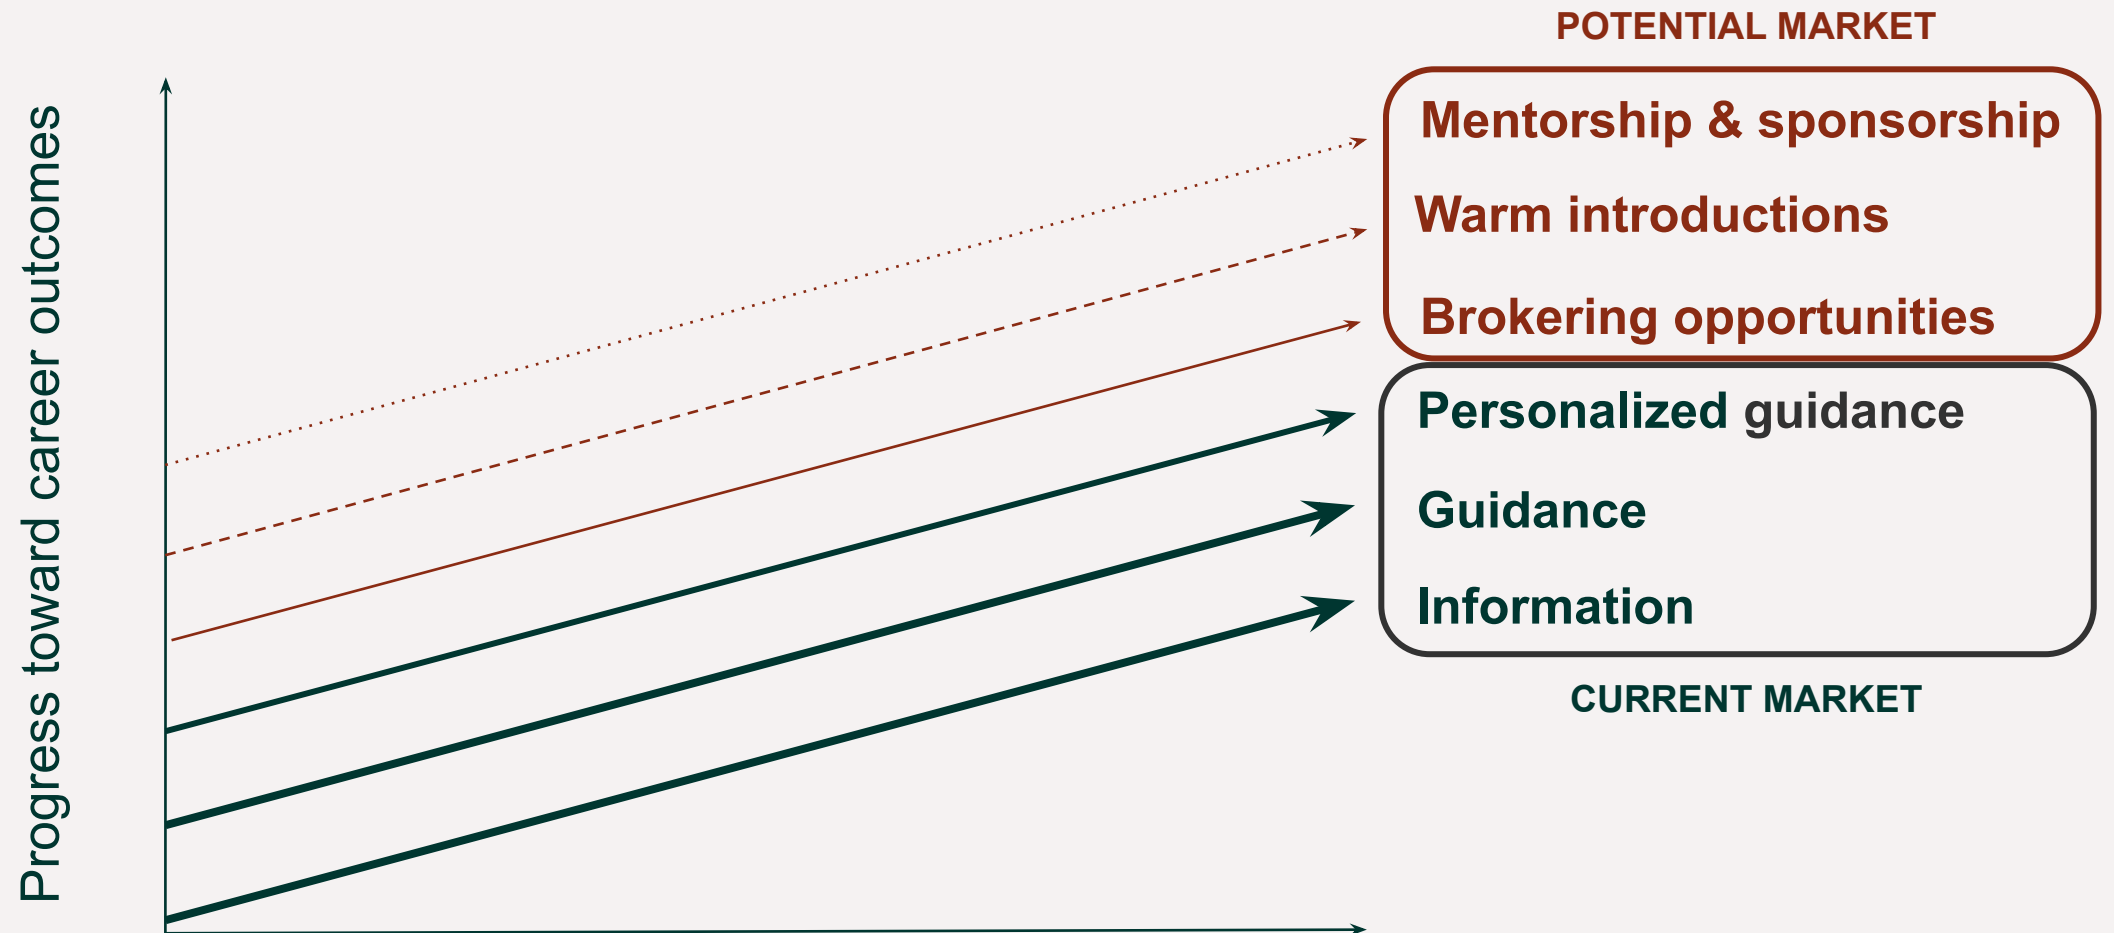 POTENTIAL MARKET
Progress toward career outcomes
Mentorship & sponsorship
Warm introductions
Brokering opportunities
Personalized guidance
Guidance
Information
CURRENT MARKET